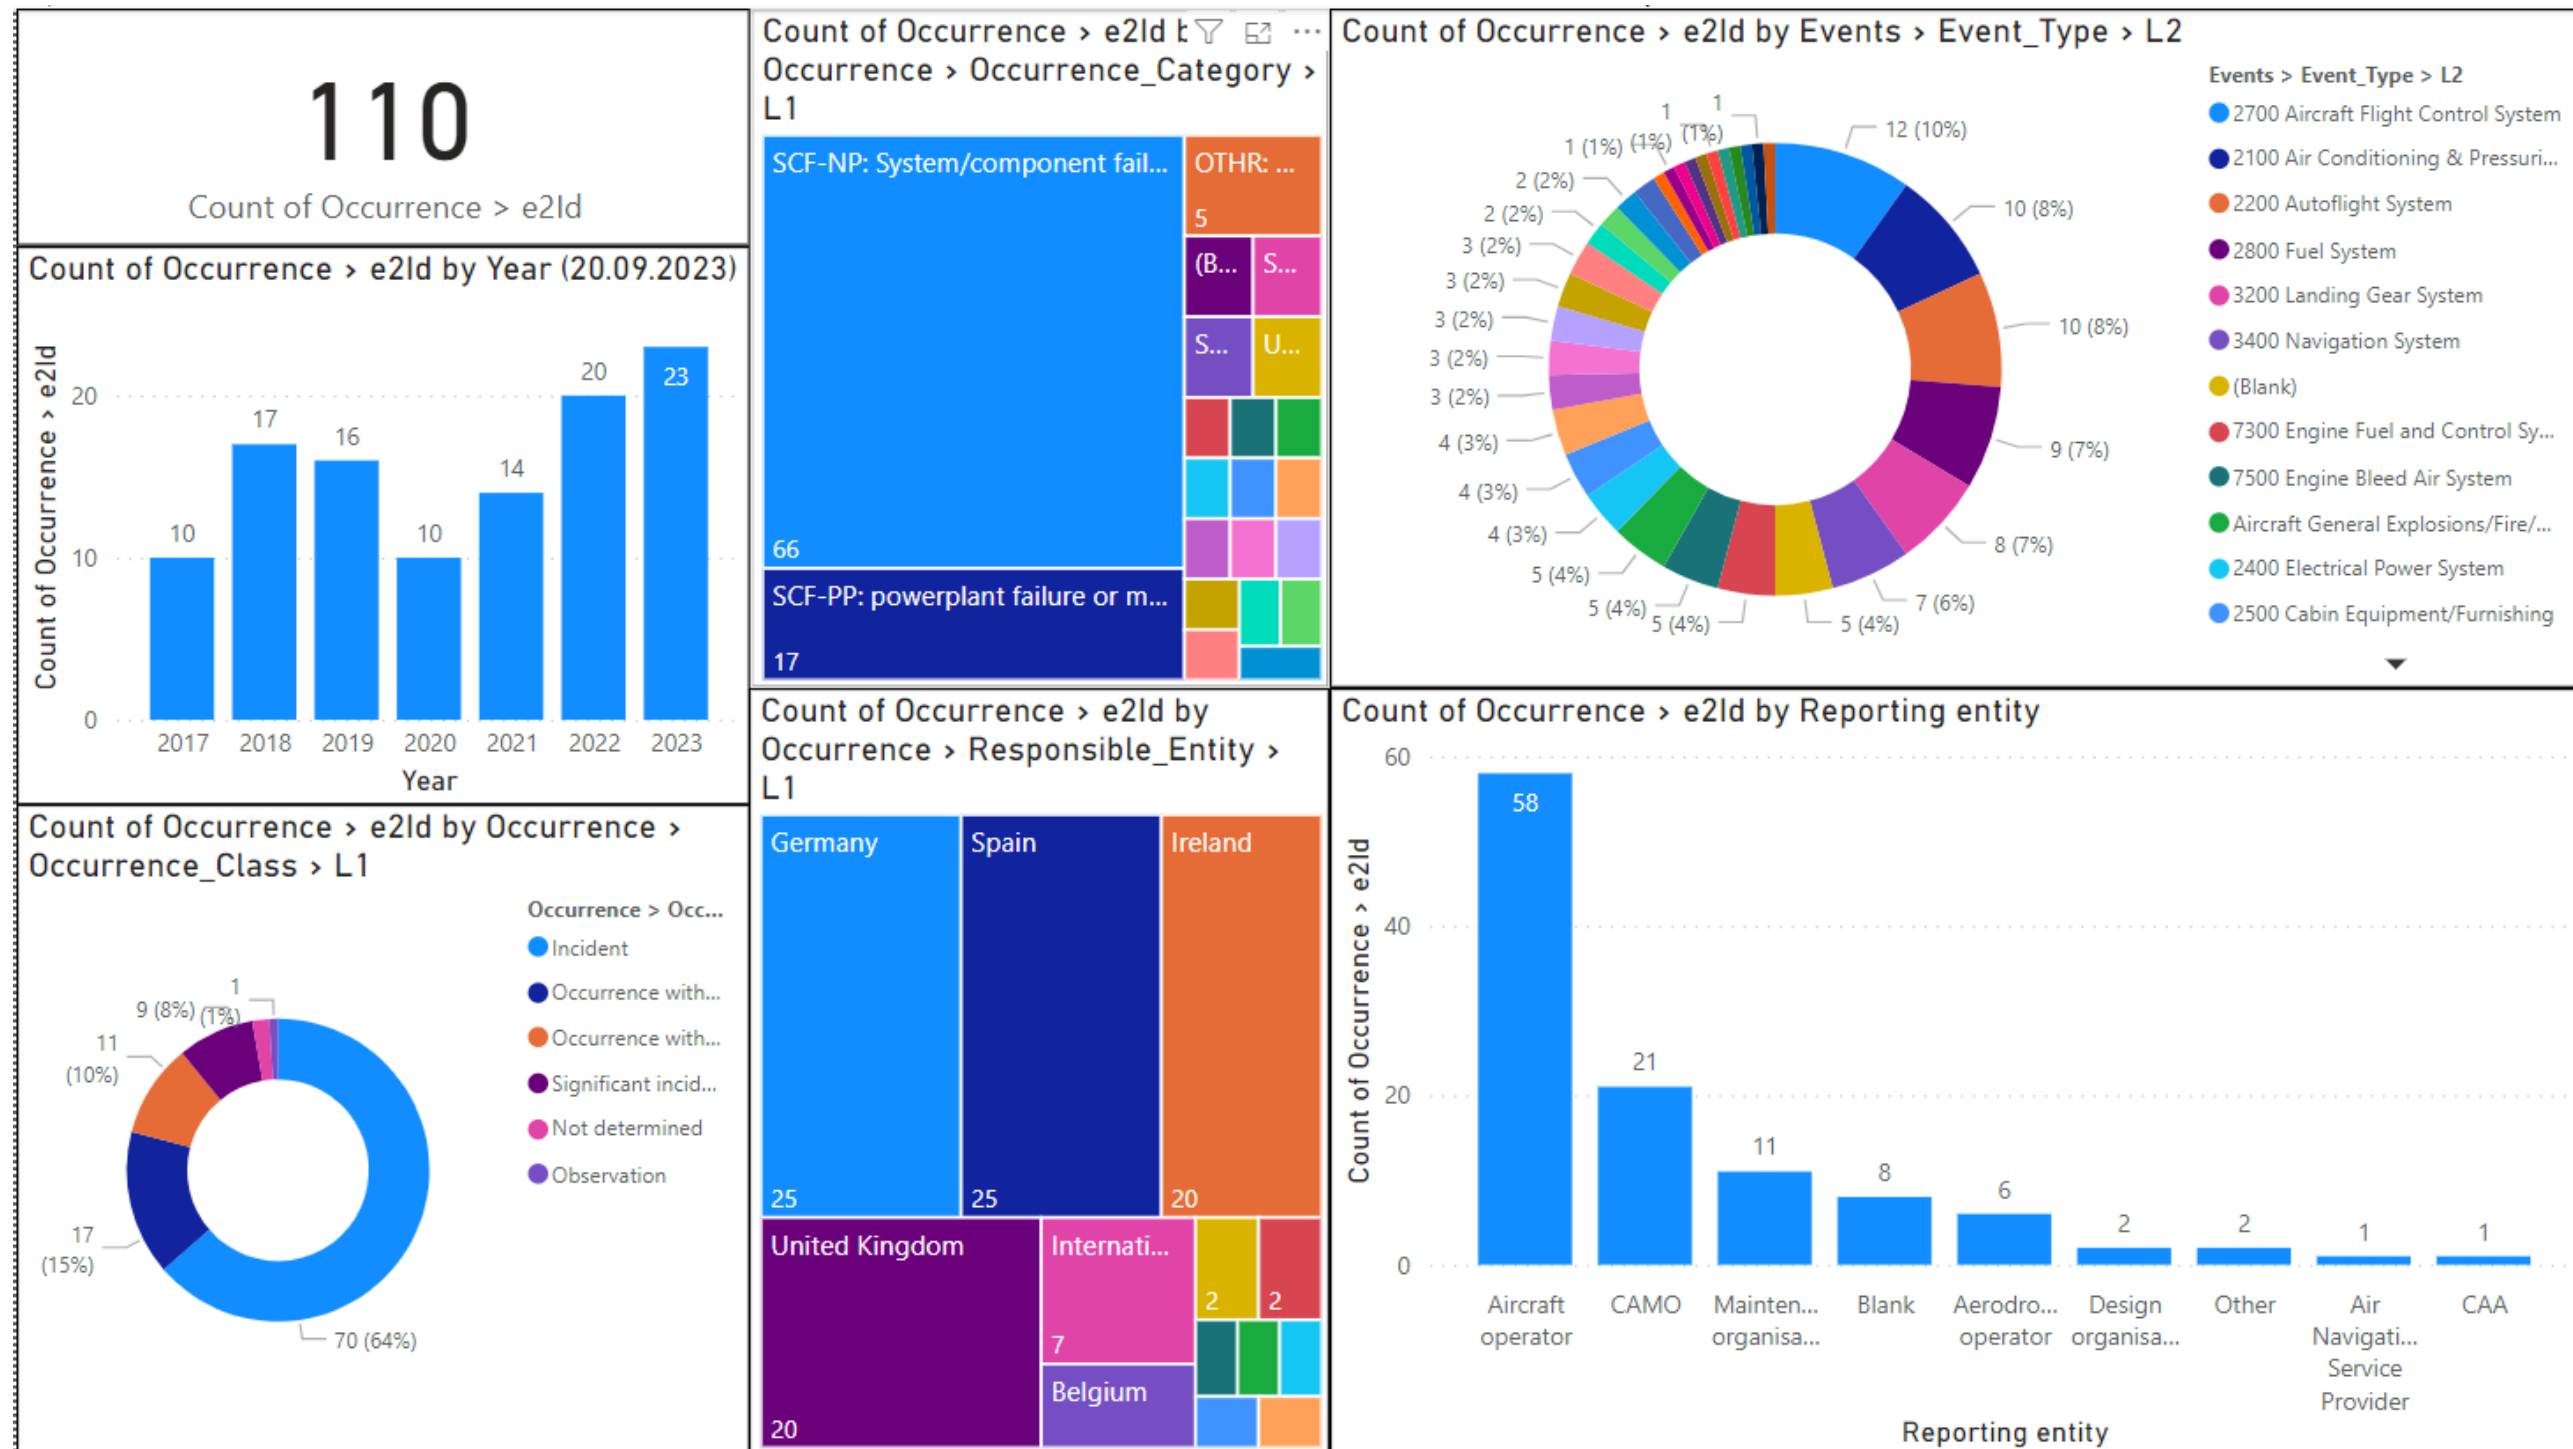 110
Count of Occurrence > e2Id
Count of Occurrence > e2Id by Year (20.09.2023)
Count of Occurrence > e2Id
20
10
0
10
17
16
10
14
20
23
2017 2018 2019 2020 2021 2022 2023
Year
Count of Occurrence > e2Id by Occurrence >
Occurrence_Class > L1
Occurrence > Occ...
Incident
Occurrence with...
Occurrence with...
Significant incid...
Not determined
Observation
1
(1%)
9 (8%)
11
(10%)
17
(15%)
70 (64%)
Count of Occurrence > e2Id b
Occurrence > Occurrence_Category >
L1
SCF-NP: System/component fail...
66
SCF-PP: powerplant failure or m...
17
OTHR: ...
5
(B...
S...
S...
U...
Count of Occurrence > e2Id by
Occurrence > Responsible_Entity >
L1
Germany
25
Spain
25
Ireland
20
United Kingdom
20
Internati...
7
Belgium
2
2
Count of Occurrence > e2Id by Events > Event_Type > L2
12 (10%)
10 (8%)
10 (8%)
9 (7%)
8 (7%)
7 (6%)
5 (4%)
5 (4%)
5 (4%)
5 (4%)
4 (3%)
4 (3%)
4 (3%)
3 (2%)
3 (2%)
3 (2%)
3 (2%)
3 (2%)
2 (2%)
2 (2%)
1 (1%)
1
(1%)
1
(1%)
Events > Event_Type > L2
2700 Aircraft Flight Control System
2100 Air Conditioning & Pressuri...
2200 Autoflight System
2800 Fuel System
3200 Landing Gear System
3400 Navigation System
(Blank)
7300 Engine Fuel and Control Sy...
7500 Engine Bleed Air System
Aircraft General Explosions/Fire/...
2400 Electrical Power System
2500 Cabin Equipment/Furnishing
Count of Occurrence > e2Id by Reporting entity
Count of Occurrence > e2Id
60
40
20
0
58
21
11
8
6
2
2
1
1
Aircraft
operator
CAMO
Mainten...
organisa...
Blank
Aerodro...
operator
Design
organisa...
Other
Air
Navigati...
Service
Provider
CAA
Reporting entity